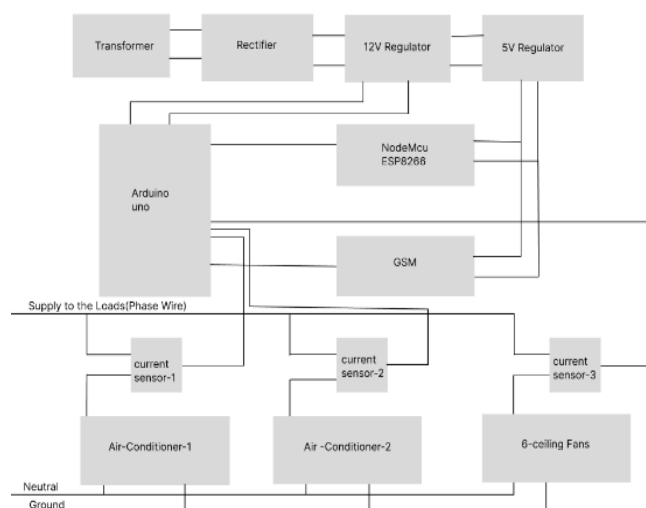 Transformer
Rectifier
12V Regulator
5V Regulator
Arduino
uno
NodeMcu
ESP8266
GSM
Supply to the Loads(Phase Wire)
current
sensor-1
current
sensor-2
current
sensor-3
Air-Conditioner-1
Air -Conditioner-2
6-ceiling Fans
Neutral
Ground